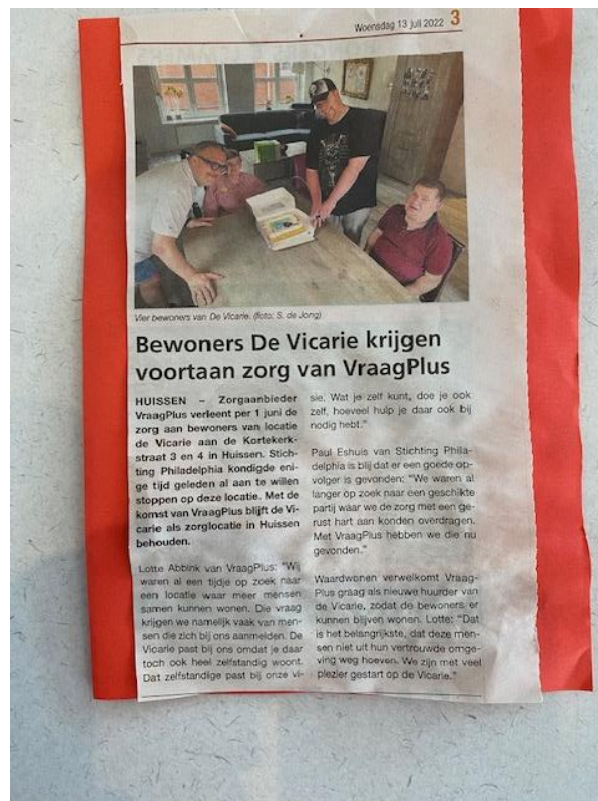 Woensdag 13 juli 2022 3
Vier bewoners van De Vicarie. (foto: S. de Jong)
Bewoners De Vicarie krijgen
voortaan zorg van VraagPlus
HUISSEN – Zorgaanbieder
VraagPlus verleent per 1 juni de
zorg aan bewoners van locatie
de Vicarie aan de Kortekerk-
straat 3 en 4 in Huissen. Stich-
ting Philadelphia kondigde eni-
ge tijd geleden al aan te willen
stoppen op deze locatie. Met de
komst van VraagPlus blijft de Vi-
carie als zorglocatie in Huissen
behouden.
Lotte Abbink van VraagPlus: "Wij
waren al een tijdje op zoek naar
een locatie waar meer mensen
samen kunnen wonen. Die vraag
krijgen we namelijk vaak van men-
sen die zich bij ons aanmelden. De
Vicarie past bij ons omdat je daar
toch ook heel zelfstandig woont.
Dat zelfstandige past bij onze vi-
sie. Wat je zelf kunt, doe je ook
zelf, hoeveel hulp je daar ook bij
nodig hebt."
Paul Eshuis van Stichting Phila-
delphia is blij dat er een goede op-
volger is gevonden: "We waren al
langer op zoek naar een geschikte
partij waar we de zorg met een ge-
rust hart aan konden overdragen.
Met VraagPlus hebben we die nu
gevonden."
Waardwonen verwelkomt Vraag-
Plus graag als nieuwe huurder van
de Vicarie, zodat de bewoners er
kunnen blijven wonen. Lotte: "Dat
is het belangrijkste, dat deze men-
sen niet uit hun vertrouwde omge-
ving weg hoeven. We zijn met veel
plezier gestart op de Vicarie."